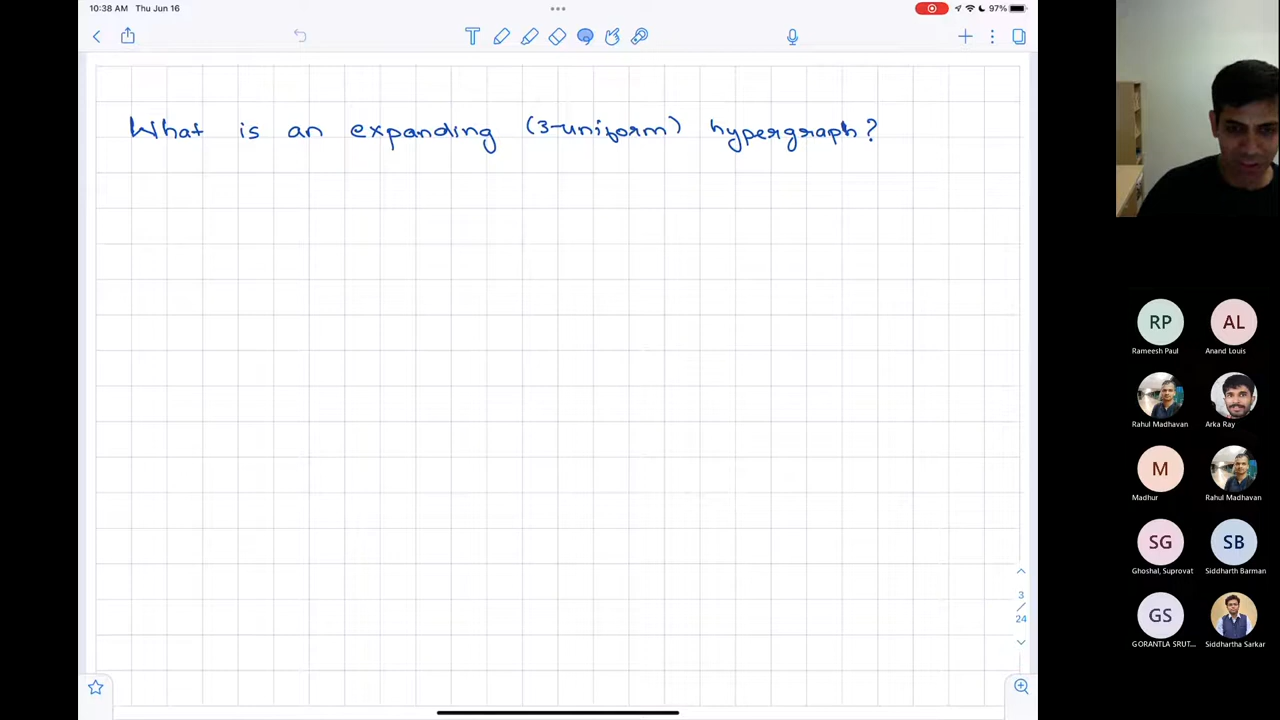 10:38 AM Thu Jun 16
97%
What is an expanding (3-uniform) hypergraph?
RP
AL
Rameesh Paul
Anand Louis
Rahul Madhavan
Arka Ray
M
Madhur
Rahul Madhavan
SG
SB
Ghoshal, Suprovat
Siddharth Barman
GS
GORANTLA SRUT...
Siddhartha Sarkar
3
/
24